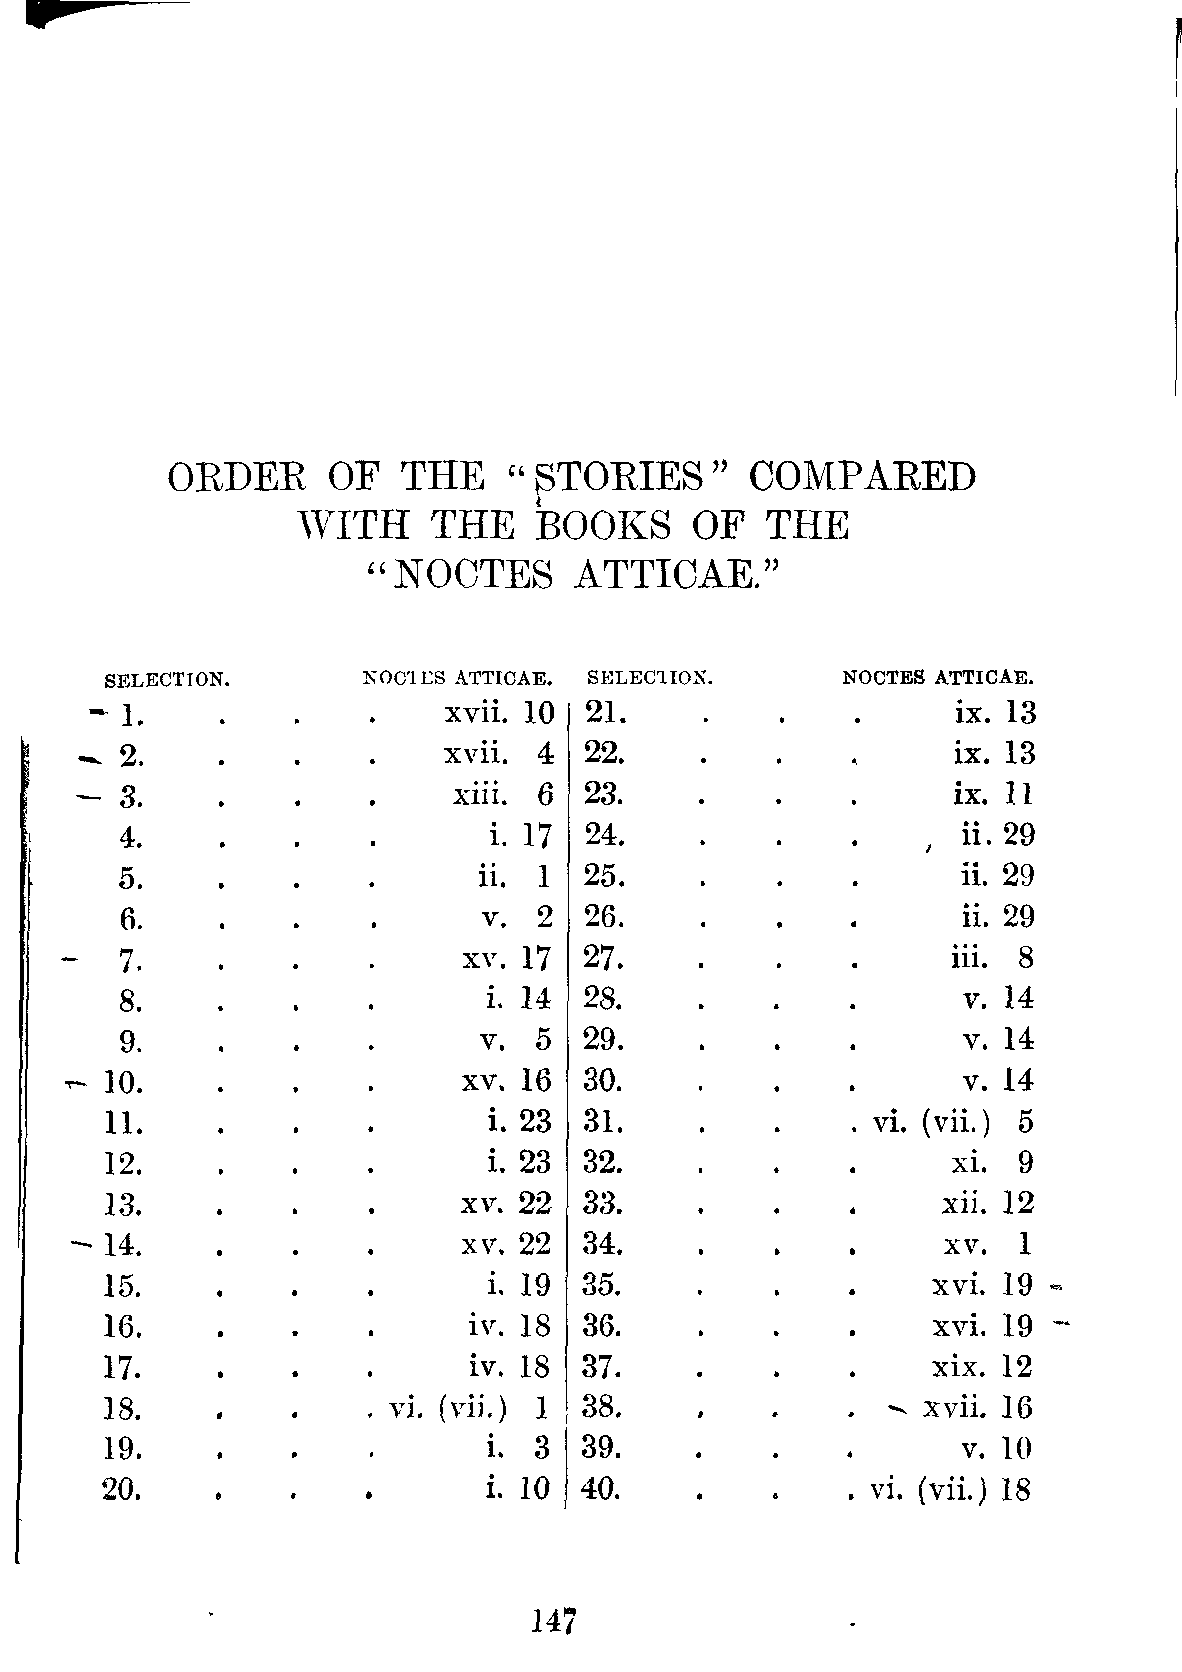 ORDER OF THE "STORIES" COMPARED
WITH THE BOOKS OF THE
"NOCTES ATTICAE."
SELECTION. NOCTES ATTICAE. SELECTION. NOCTES ATTICAE.
1. . . . xvii. 10 21. . . . ix. 13
2. . . . xvii. 4 22. . . . ix. 13
3. . . . xiii. 6 23. . . . ix. 11
4. . . . i. 17 24. . . . ii. 29
5. . . . ii. 1 25. . . . ii. 29
6. . . . v. 2 26. . . . ii. 29
7. . . . xv. 17 27. . . . iii. 8
8. . . . i. 14 28. . . . v. 14
9. . . . v. 5 29. . . . v. 14
10. . . . xv. 16 30. . . . v. 14
11. . . . i. 23 31. . . . vi. (vii.) 5
12. . . . i. 23 32. . . . xi. 9
13. . . . xv. 22 33. . . . xii. 12
14. . . . xv. 22 34. . . . xv. 1
15. . . . i. 19 35. . . . xvi. 19
16. . . . iv. 18 36. . . . xvi. 19
17. . . . iv. 18 37. . . . xix. 12
18. . . . vi. (vii.) 1 38. . . . xvii. 16
19. . . . i. 3 39. . . . v. 10
20. . . . i. 10 40. . . . vi. (vii.) 18
147